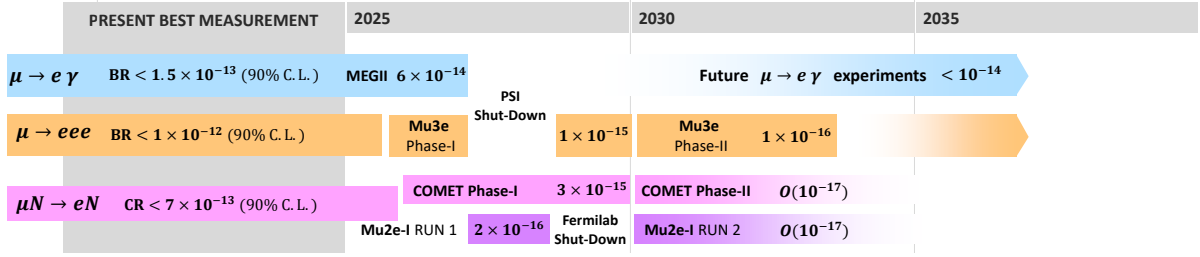 PRESENT BEST MEASUREMENT 2025 2030 2035
μ → e γ BR < 1.5 × 10⁻¹³ (90% C. L.) MEGII 6 × 10⁻¹⁴ Future μ → e γ experiments < 10⁻¹⁴
PSI
Shut-Down
μ → eee BR < 1 × 10⁻¹² (90% C. L.) Mu3e 1 × 10⁻¹⁵ Mu3e 1 × 10⁻¹⁶
Phase-I Phase-II
COMET Phase-I 3 × 10⁻¹⁵ COMET Phase-II O(10⁻¹⁷)
μN → eN CR < 7 × 10⁻¹³ (90% C. L.)
Mu2e-I RUN 1 2 × 10⁻¹⁶ Fermilab Mu2e-I RUN 2 O(10⁻¹⁷)
Shut-Down